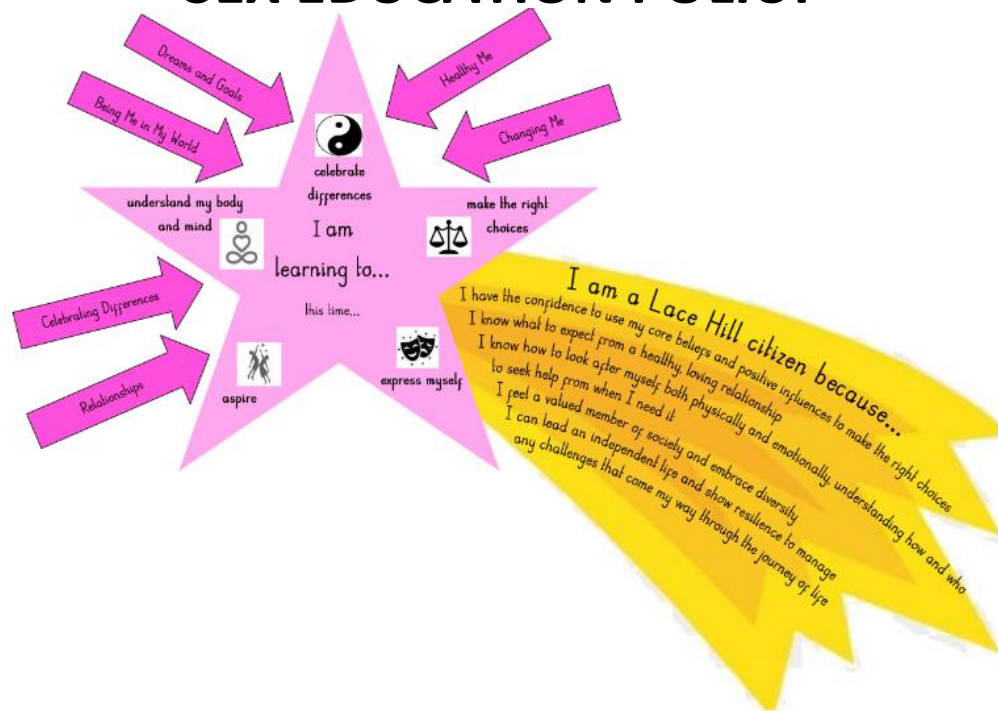 SEX EDUCATION POLICY
Dreams and Goals
Being Me in My World
Healthy Me
Changing Me
celebrate
differences
understand my body
and mind
make the right
choices
I am
learning to...
this time...
Celebrating Differences
Relationships
aspire
express myself
I am a Lace Hill citizen because...
I have the confidence to use my core beliefs and positive influences to make the right choices
I know what to expect from a healthy, loving relationship
I know how to look after myself both physically and emotionally, understanding how and who
to seek help from when I need it
I feel a valued member of society and embrace diversity
I can lead an independent life and show resilience to manage
any challenges that come my way through the journey of life